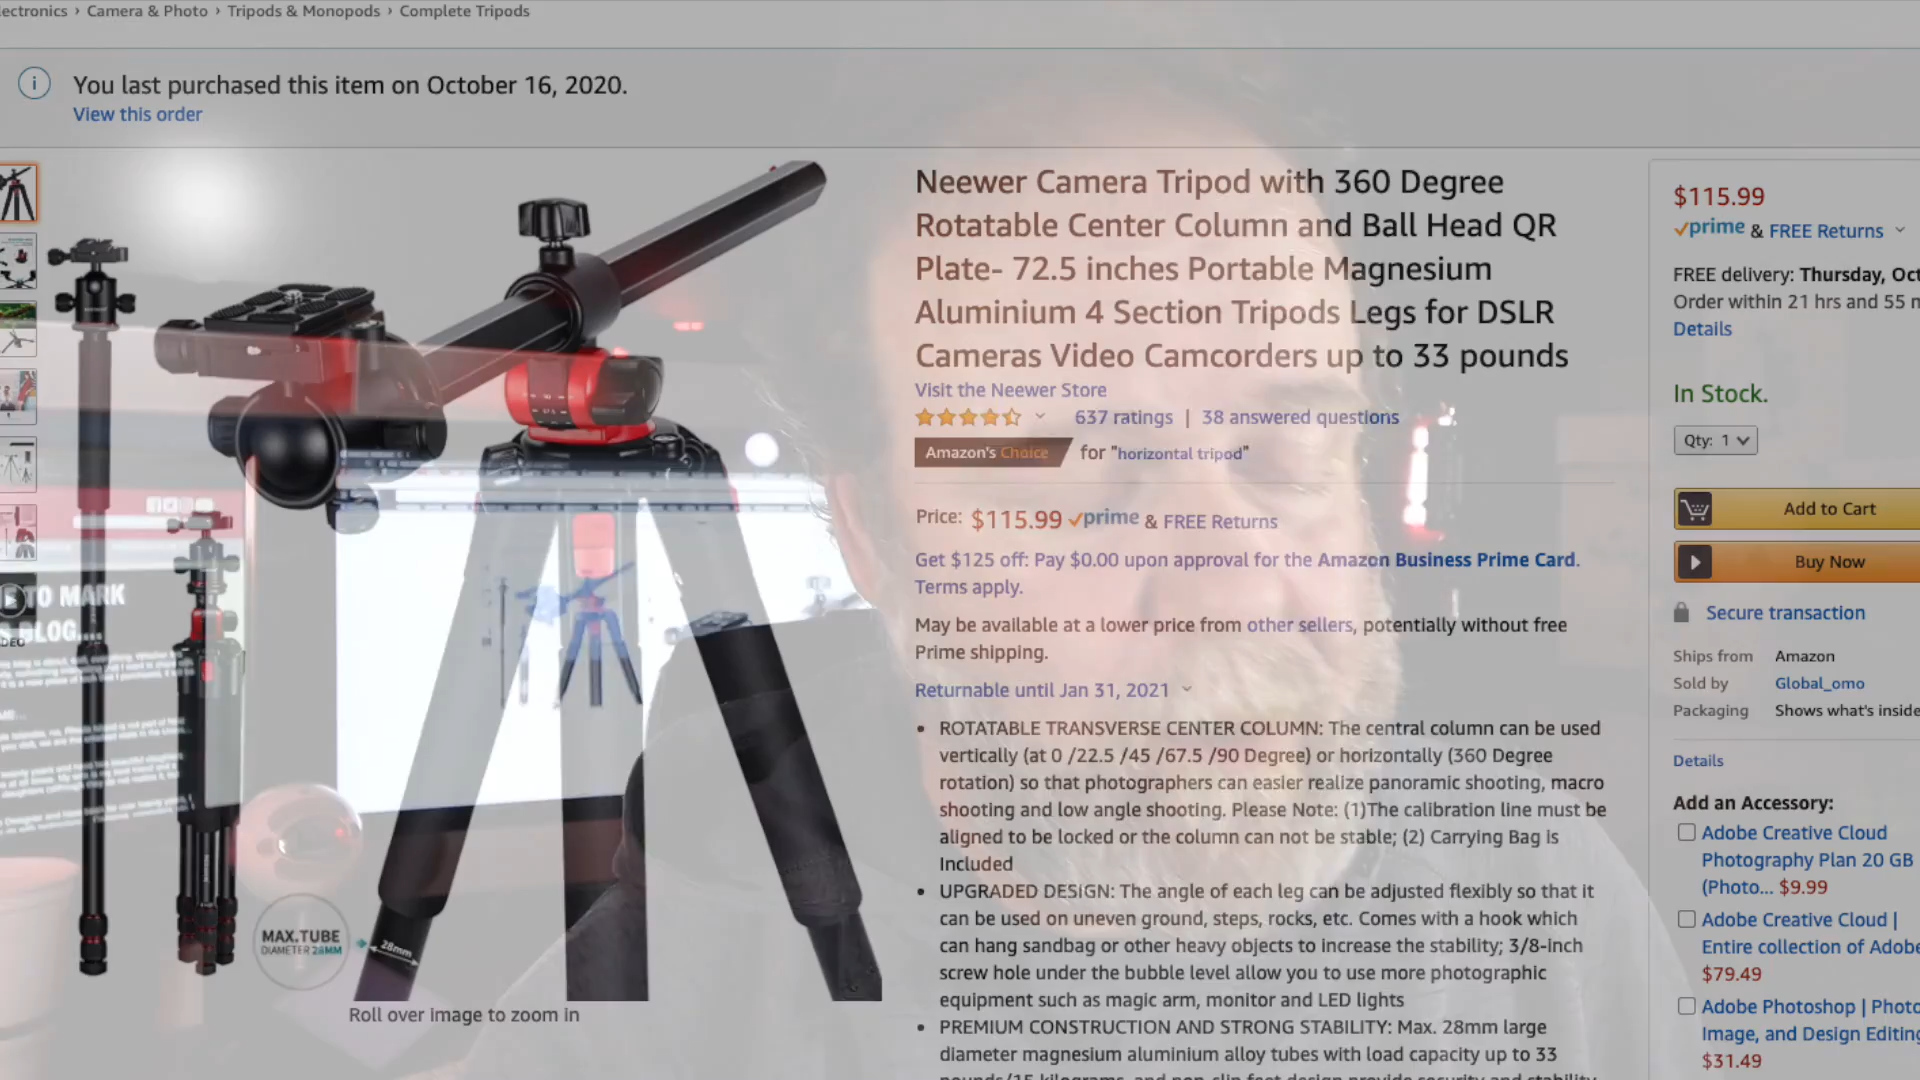 ectronics › Camera & Photo › Tripods & Monopods › Complete Tripods
You last purchased this item on October 16, 2020.
View this order
Neewer Camera Tripod with 360 Degree
Rotatable Center Column and Ball Head QR
Plate- 72.5 inches Portable Magnesium
Aluminium 4 Section Tripods Legs for DSLR
Cameras Video Camcorders up to 33 pounds
Visit the Neewer Store
637 ratings | 38 answered questions
Amazon's Choice for "horizontal tripod"
Price: $115.99 prime & FREE Returns
Get $125 off: Pay $0.00 upon approval for the Amazon Business Prime Card.
Terms apply.
May be available at a lower price from other sellers, potentially without free
Prime shipping.
Returnable until Jan 31, 2021
• ROTATABLE TRANSVERSE CENTER COLUMN: The central column can be used
vertically (at 0 /22.5 /45 /67.5 /90 Degree) or horizontally (360 Degree
rotation) so that photographers can easier realize panoramic shooting, macro
shooting and low angle shooting. Please Note: (1)The calibration line must be
aligned to be locked or the column can not be stable; (2) Carrying Bag is
Included
• UPGRADED DESIGN: The angle of each leg can be adjusted flexibly so that it
can be used on uneven ground, steps, rocks, etc. Comes with a hook which
can hang sandbag or other heavy objects to increase the stability; 3/8-inch
screw hole under the bubble level allow you to use more photographic
equipment such as magic arm, monitor and LED lights
• PREMIUM CONSTRUCTION AND STRONG STABILITY: Max. 28mm large
diameter magnesium aluminium alloy tubes with load capacity up to 33
pounds/15 kilograms, and non-slip feet design provide security and stability
TO MARK
BLOG....
MAX.TUBE
DIAMETER 28MM
28mm
Roll over image to zoom in
$115.99
prime & FREE Returns
FREE delivery: Thursday, Oct
Order within 21 hrs and 55 m
Details
In Stock.
Qty: 1
Add to Cart
Buy Now
Secure transaction
Ships from Amazon
Sold by Global_omo
Packaging Shows what's inside
Details
Add an Accessory:
Adobe Creative Cloud
Photography Plan 20 GB
(Photo... $9.99
Adobe Creative Cloud |
Entire collection of Adobe
$79.49
Adobe Photoshop | Photo
Image, and Design Editing
$31.49